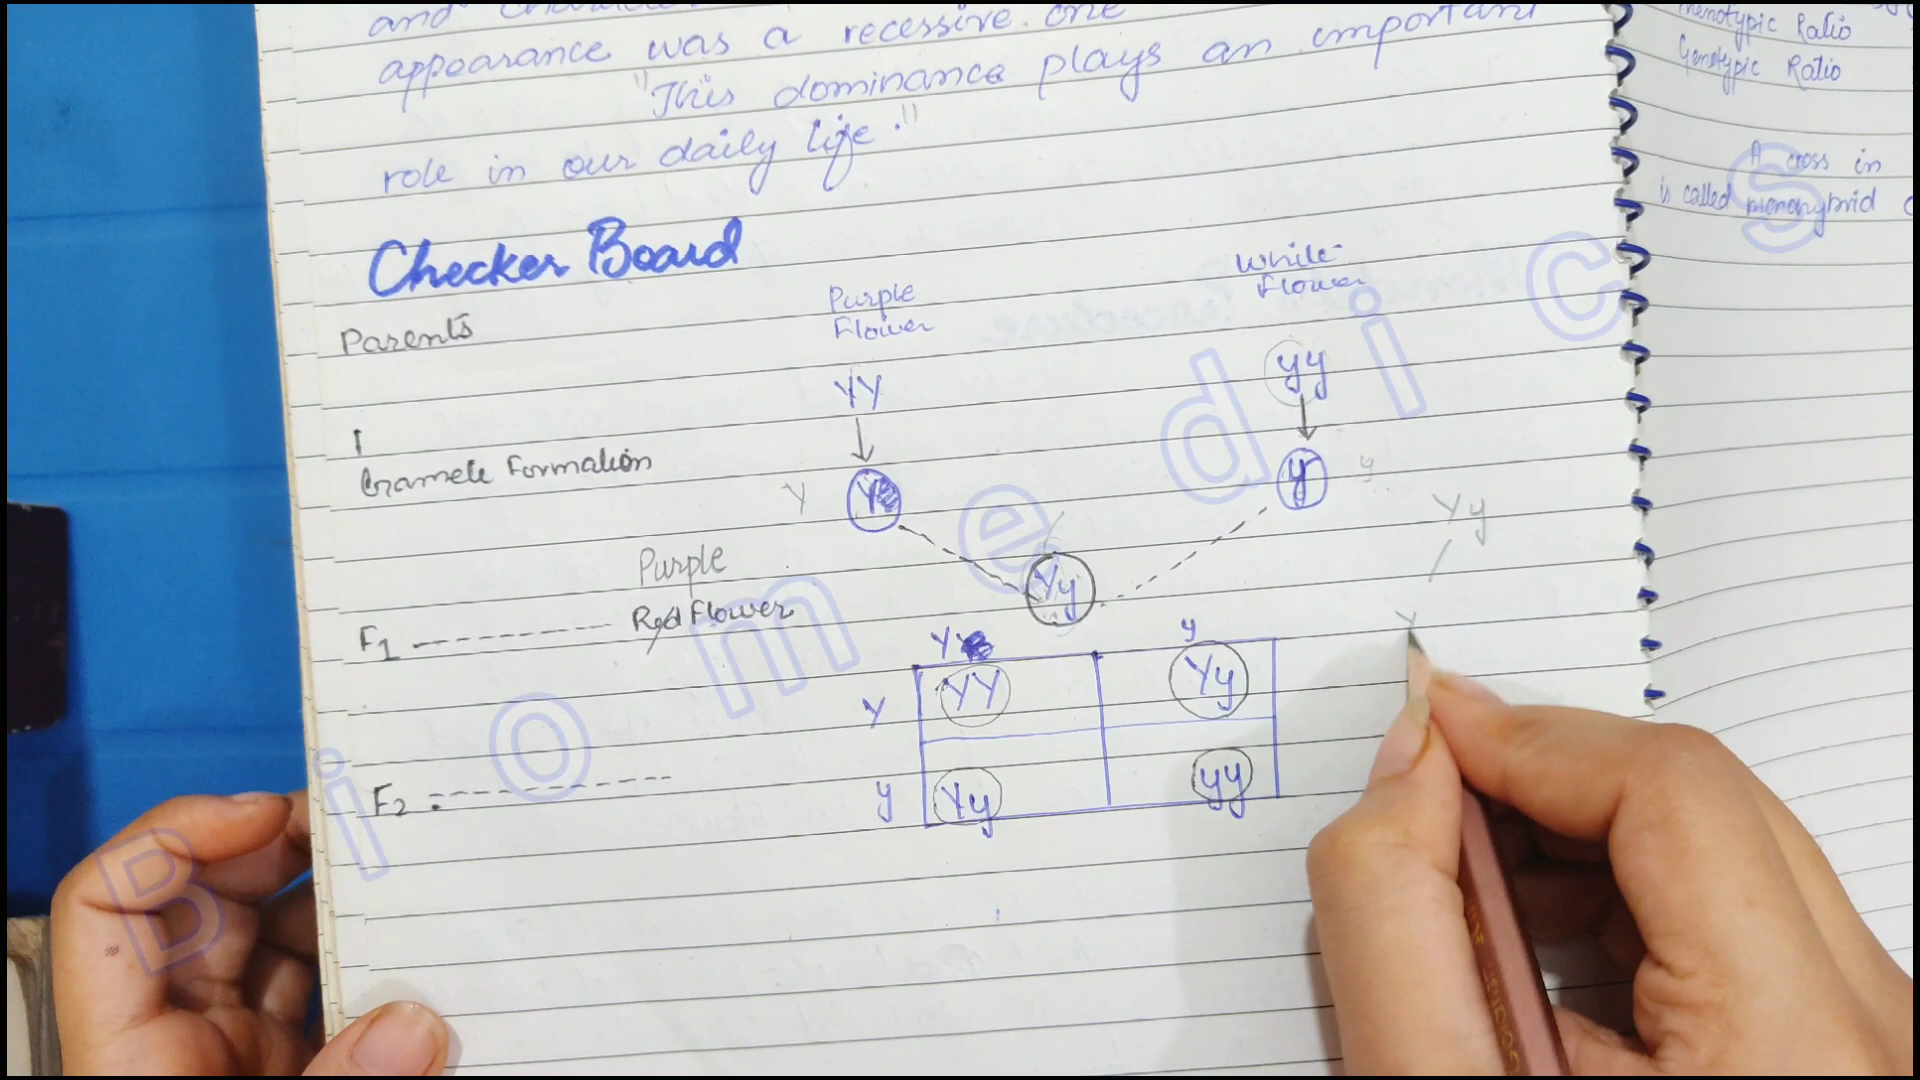 and
appearance was a recessive one
"This dominance plays an important
role in our daily life."
Checker Board
Parents
Purple
Flower
White
Flower
YY
yy
Gamete Formation
Y
Y
y
y
Yy
Purple
F1 Red Flower
Yy
Y
Y
y
Y
YY
Yy
F2
y
Yy
yy
Phenotypic Ratio
Genotypic Ratio
A cross in
is called monohybrid
Biomedics